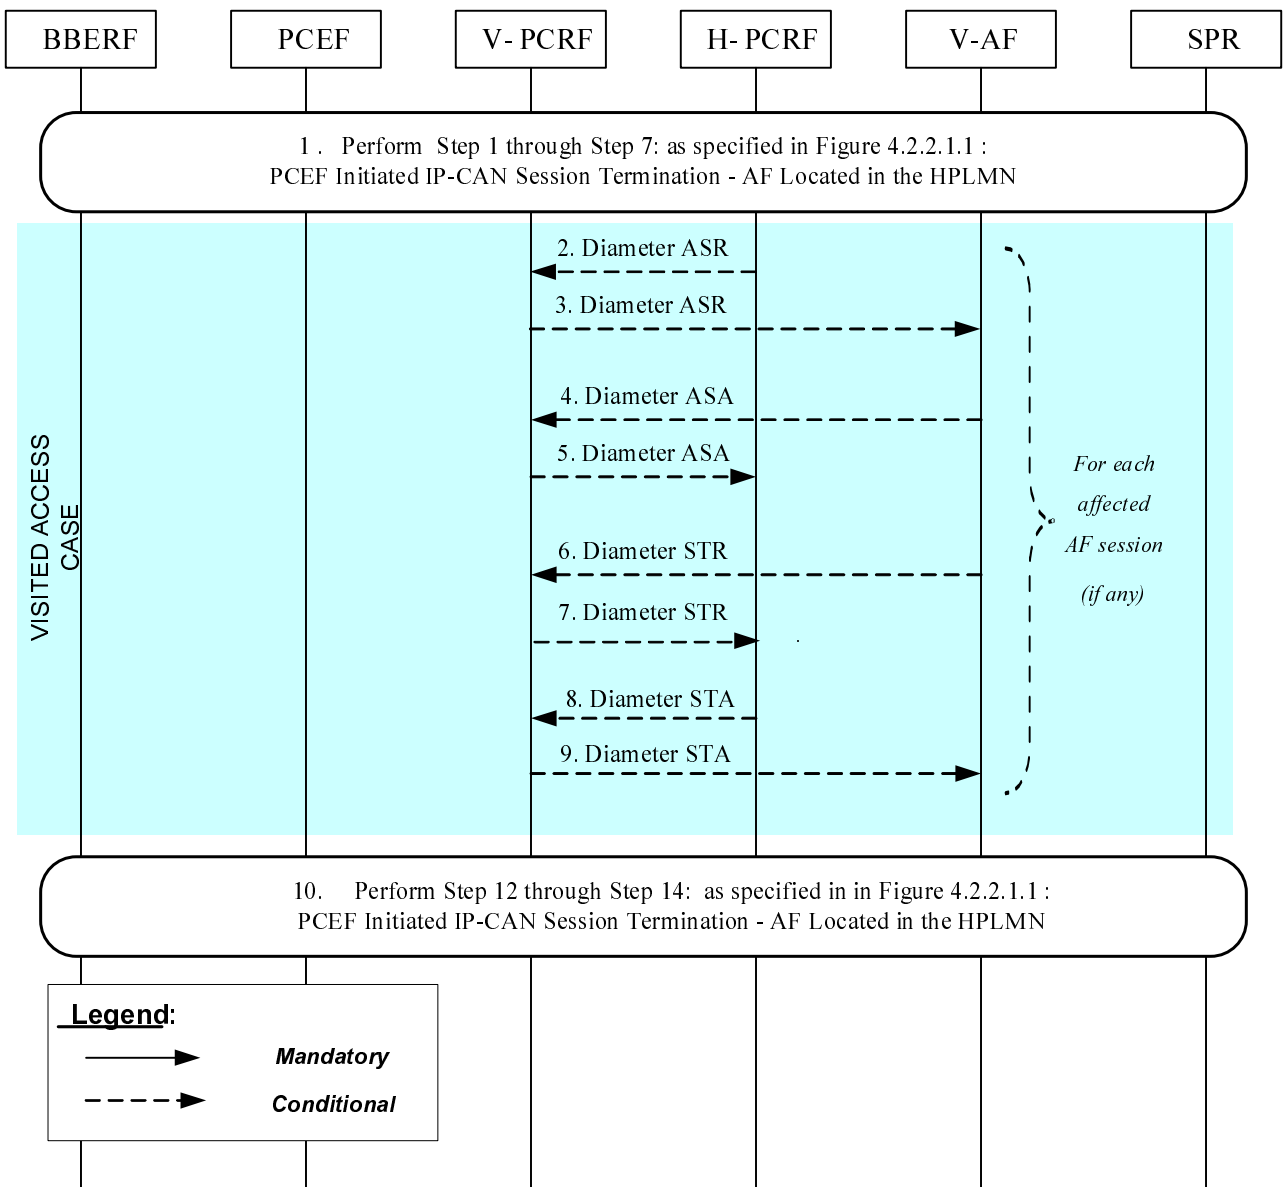 BBERF
PCEF
V- PCRF
H- PCRF
V-AF
SPR
1 .   Perform  Step 1 through Step 7: as specified in Figure 4.2.2.1.1 :
PCEF Initiated IP-CAN Session Termination - AF Located in the HPLMN
2. Diameter ASR
3. Diameter ASR
4. Diameter ASA
5. Diameter ASA
6. Diameter STR
7. Diameter STR
8. Diameter STA
9. Diameter STA
VISITED ACCESS
CASE
For each
affected
AF session
(if any)
10.    Perform Step 12 through Step 14:  as specified in in Figure 4.2.2.1.1 :
PCEF Initiated IP-CAN Session Termination - AF Located in the HPLMN
Legend:
Mandatory
Conditional